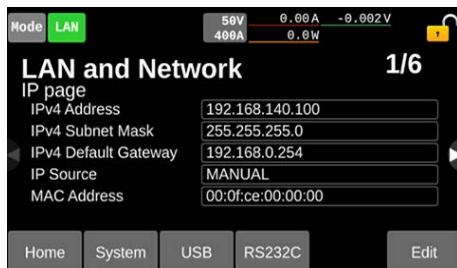 Mode LAN 50V 0.00A -0.002V
400A 0.0W
LAN and Network 1/6
IP page
IPv4 Address 192.168.140.100
IPv4 Subnet Mask 255.255.255.0
IPv4 Default Gateway 192.168.0.254
IP Source MANUAL
MAC Address 00:0f:ce:00:00:00
Home System USB RS232C Edit